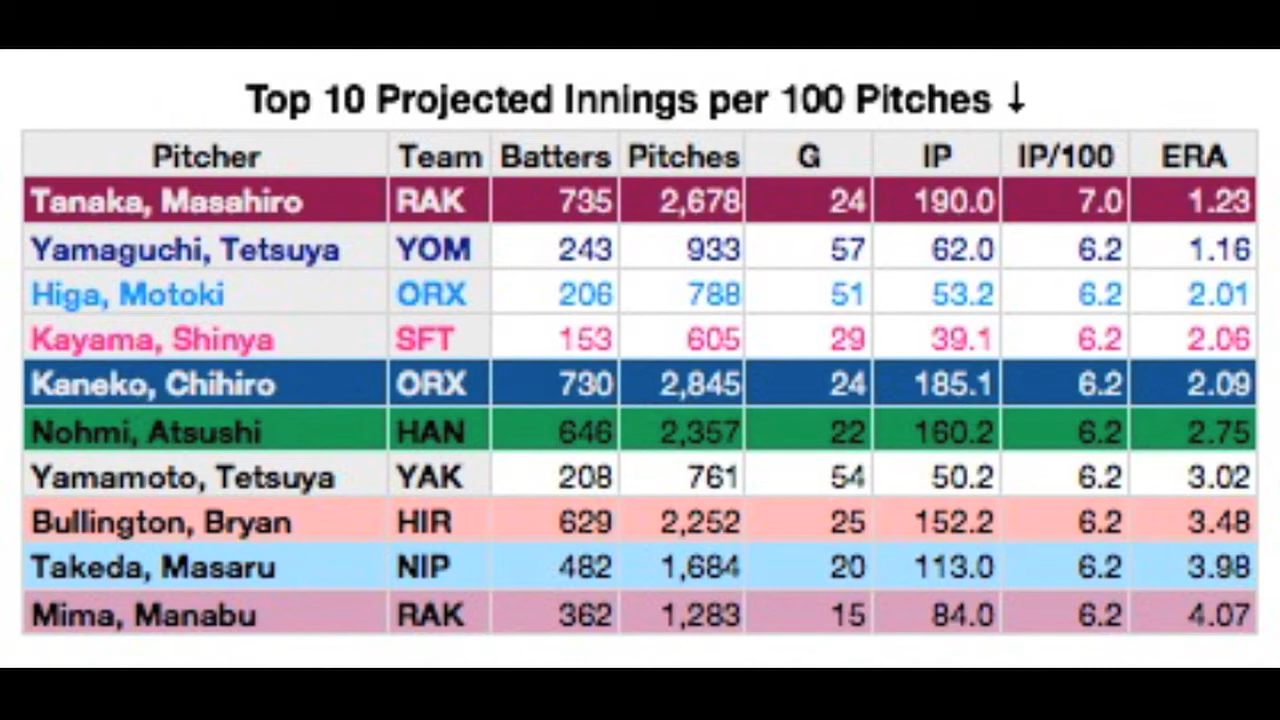 Top 10 Projected Innings per 100 Pitches ↓
Pitcher Team Batters Pitches G IP IP/100 ERA
Tanaka, Masahiro RAK 735 2,678 24 190.0 7.0 1.23
Yamaguchi, Tetsuya YOM 243 933 57 62.0 6.2 1.16
Higa, Motoki ORX 206 788 51 53.2 6.2 2.01
Kayama, Shinya SFT 153 605 29 39.1 6.2 2.06
Kaneko, Chihiro ORX 730 2,845 24 185.1 6.2 2.09
Nohmi, Atsushi HAN 646 2,357 22 160.2 6.2 2.75
Yamamoto, Tetsuya YAK 208 761 54 50.2 6.2 3.02
Bullington, Bryan HIR 629 2,252 25 152.2 6.2 3.48
Takeda, Masaru NIP 482 1,684 20 113.0 6.2 3.98
Mima, Manabu RAK 362 1,283 15 84.0 6.2 4.07